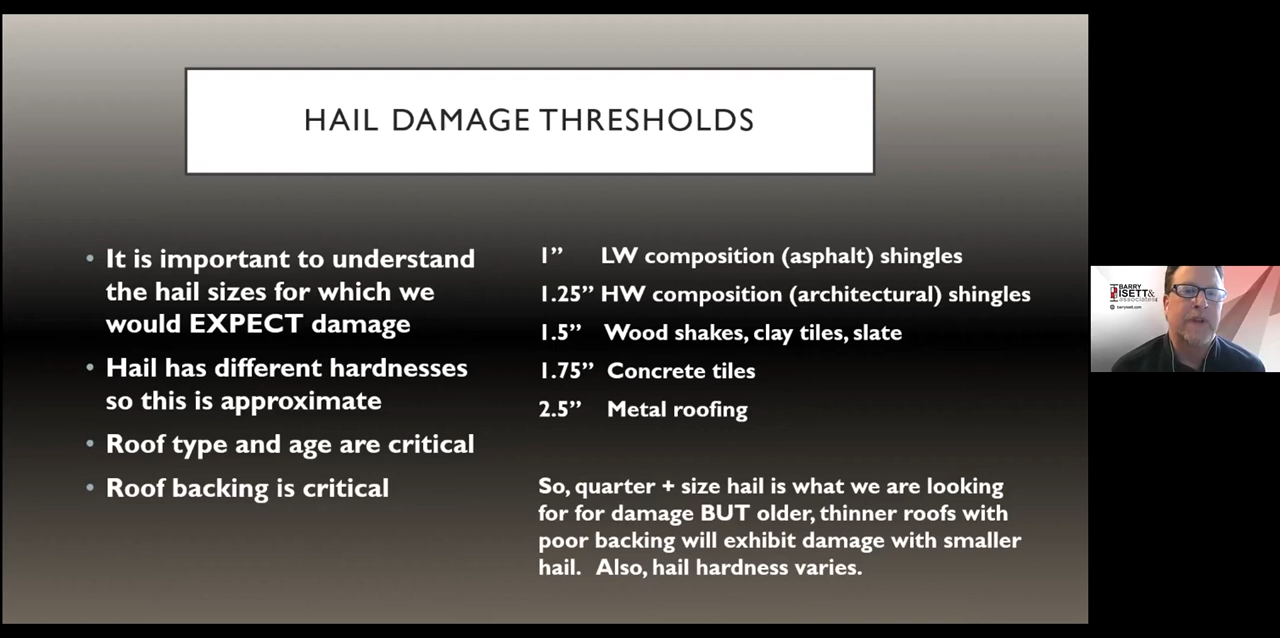 HAIL DAMAGE THRESHOLDS
• It is important to understand
the hail sizes for which we
would EXPECT damage
• Hail has different hardnesses
so this is approximate
• Roof type and age are critical
• Roof backing is critical
1” LW composition (asphalt) shingles
1.25” HW composition (architectural) shingles
1.5” Wood shakes, clay tiles, slate
1.75” Concrete tiles
2.5” Metal roofing
So, quarter + size hail is what we are looking
for for damage BUT older, thinner roofs with
poor backing will exhibit damage with smaller
hail. Also, hail hardness varies.
BARRY
ISETT&
associates
barryisett.com